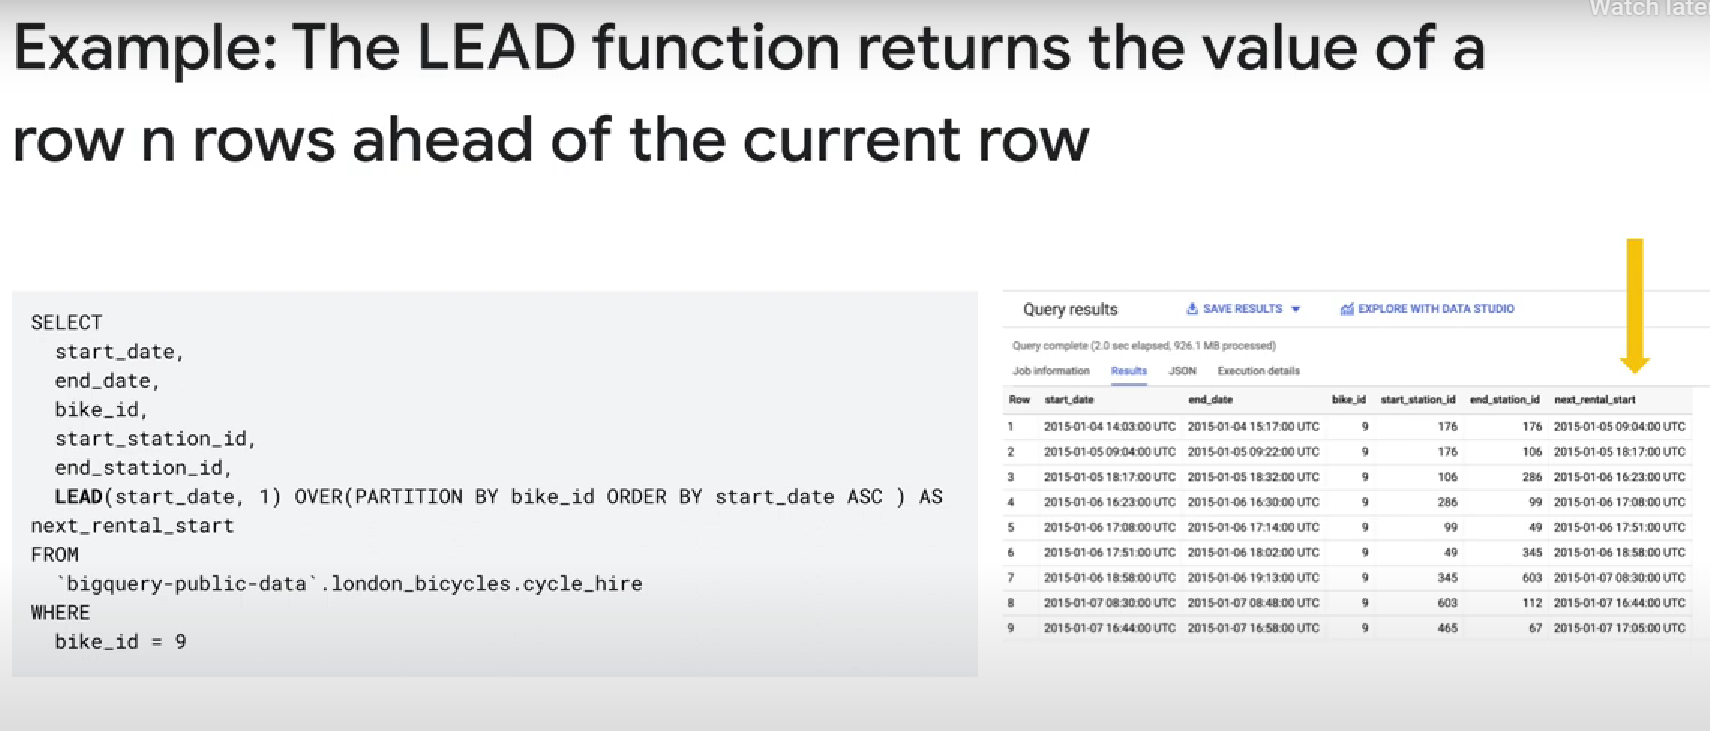 Watch later
Example: The LEAD function returns the value of a
row n rows ahead of the current row
SELECT
start_date,
end_date,
bike_id,
start_station_id,
end_station_id,
LEAD(start_date, 1) OVER(PARTITION BY bike_id ORDER BY start_date ASC ) AS
next_rental_start
FROM
`bigquery-public-data`.london_bicycles.cycle_hire
WHERE
bike_id = 9
Query results SAVE RESULTS EXPLORE WITH DATA STUDIO
Query complete (2.0 sec elapsed, 926.1 MB processed)
Job information Results JSON Execution details
Row start_date end_date bike_id start_station_id end_station_id next_rental_start
1 2015-01-04 14:03:00 UTC 2015-01-04 15:17:00 UTC 9 176 176 2015-01-05 09:04:00 UTC
2 2015-01-05 09:04:00 UTC 2015-01-05 09:22:00 UTC 9 176 106 2015-01-05 18:17:00 UTC
3 2015-01-05 18:17:00 UTC 2015-01-05 18:32:00 UTC 9 106 286 2015-01-06 16:23:00 UTC
4 2015-01-06 16:23:00 UTC 2015-01-06 16:30:00 UTC 9 286 99 2015-01-06 17:08:00 UTC
5 2015-01-06 17:08:00 UTC 2015-01-06 17:14:00 UTC 9 99 49 2015-01-06 17:51:00 UTC
6 2015-01-06 17:51:00 UTC 2015-01-06 18:02:00 UTC 9 49 345 2015-01-06 18:58:00 UTC
7 2015-01-06 18:58:00 UTC 2015-01-06 19:13:00 UTC 9 345 603 2015-01-07 08:30:00 UTC
8 2015-01-07 08:30:00 UTC 2015-01-07 08:48:00 UTC 9 603 112 2015-01-07 16:44:00 UTC
9 2015-01-07 16:44:00 UTC 2015-01-07 16:58:00 UTC 9 465 67 2015-01-07 17:05:00 UTC